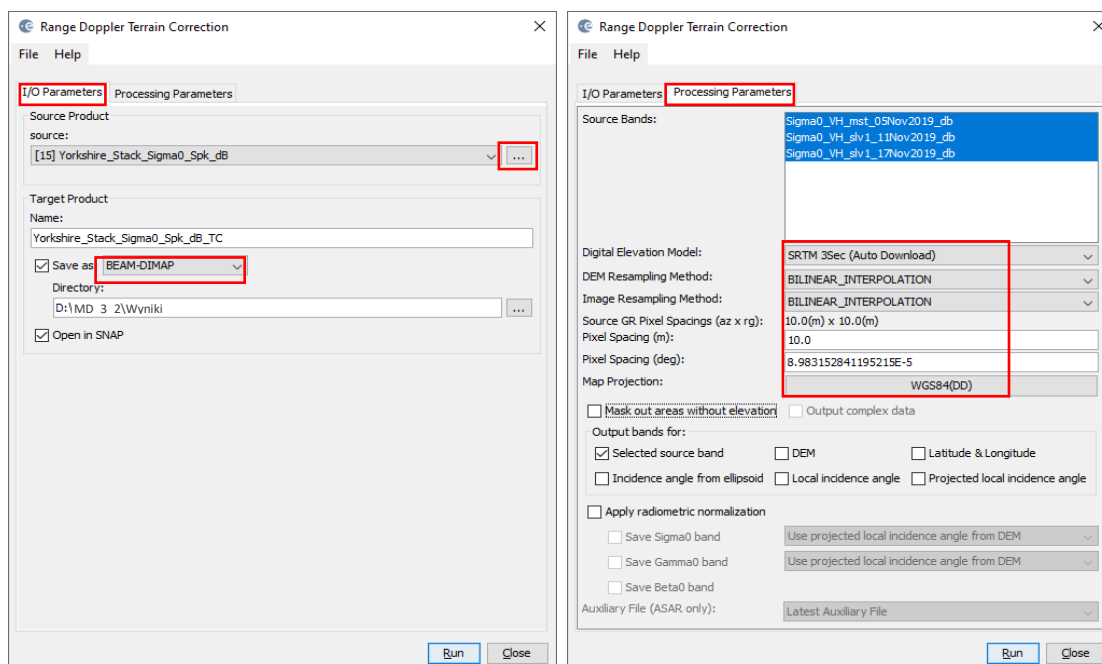 Range Doppler Terrain Correction
File Help
I/O Parameters Processing Parameters
Source Product
source:
[15] Yorkshire_Stack_Sigma0_Spk_dB
...
Target Product
Name:
Yorkshire_Stack_Sigma0_Spk_dB_TC
Save as: BEAM-DIMAP
Directory:
D:\MD_3_2\Wyniki
...
Open in SNAP
Run Close
Range Doppler Terrain Correction
File Help
I/O Parameters Processing Parameters
Source Bands:
Sigma0_VH_mst_05Nov2019_db
Sigma0_VH_slv1_11Nov2019_db
Sigma0_VH_slv1_17Nov2019_db
Digital Elevation Model: SRTM 3Sec (Auto Download)
DEM Resampling Method: BILINEAR_INTERPOLATION
Image Resampling Method: BILINEAR_INTERPOLATION
Source GR Pixel Spacings (az x rg): 10.0(m) x 10.0(m)
Pixel Spacing (m): 10.0
Pixel Spacing (deg): 8.983152841195215E-5
Map Projection: WGS84(DD)
Mask out areas without elevation Output complex data
Output bands for:
Selected source band DEM Latitude & Longitude
Incidence angle from ellipsoid Local incidence angle Projected local incidence angle
Apply radiometric normalization
Save Sigma0 band Use projected local incidence angle from DEM
Save Gamma0 band Use projected local incidence angle from DEM
Save Beta0 band
Auxiliary File (ASAR only): Latest Auxiliary File
Run Close